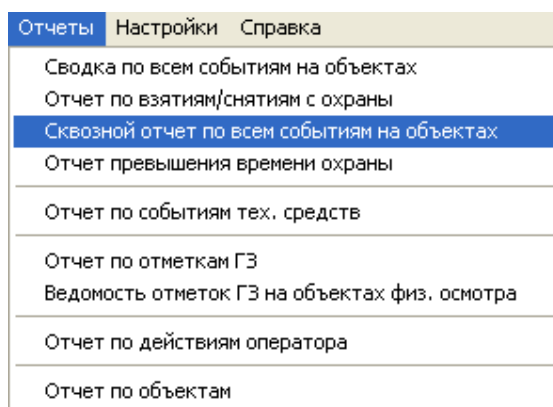 Отчеты Настройки Справка
Сводка по всем событиям на объектах
Отчет по взятиям/снятиям с охраны
Сквозной отчет по всем событиям на объектах
Отчет превышения времени охраны
Отчет по событиям тех. средств
Отчет по отметкам ГЗ
Ведомость отметок ГЗ на объектах физ. осмотра
Отчет по действиям оператора
Отчет по объектам